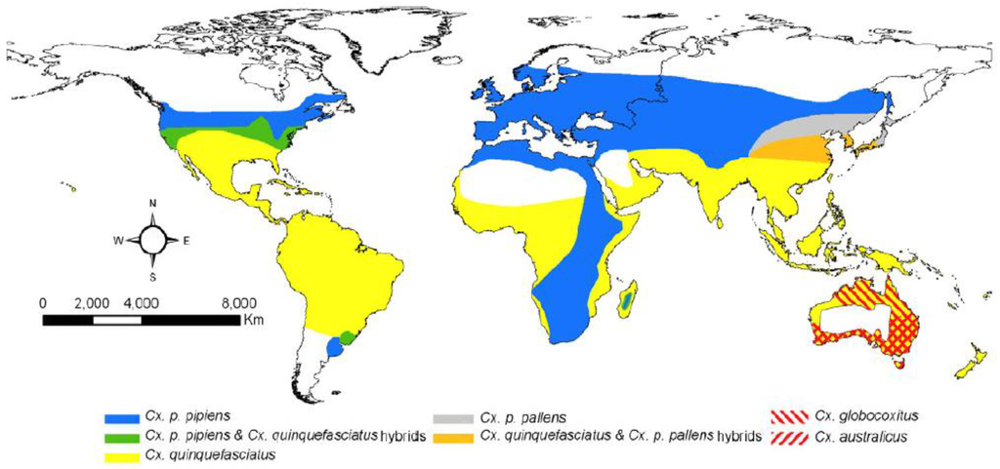 N
W E
S
0 2,000 4,000 8,000
Km
Cx. p. pipiens
Cx. p. pipiens & Cx. quinquefasciatus hybrids
Cx. quinquefasciatus
Cx. p. pallens
Cx. quinquefasciatus & Cx. p. pallens hybrids
Cx. globocoxitus
Cx. australicus